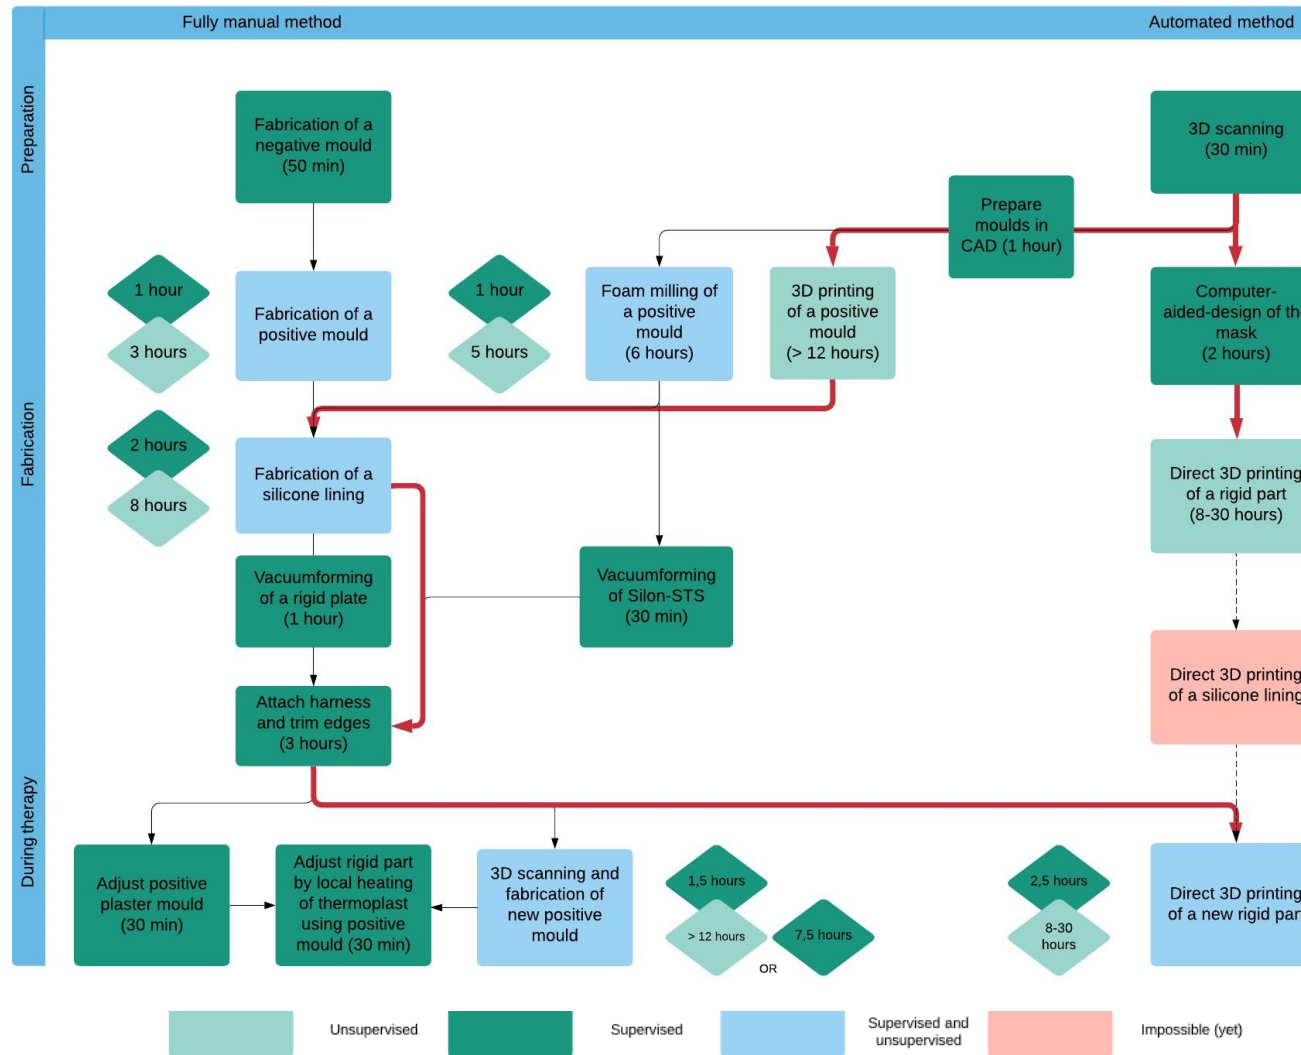 Fully manual method
Automated method
Preparation
Fabrication
During therapy
Fabrication of a
negative mould
(50 min)
3D scanning
(30 min)
Prepare
moulds in
CAD (1 hour)
1 hour
3 hours
Fabrication of a
positive mould
1 hour
5 hours
Foam milling of
a positive
mould
(6 hours)
3D printing
of a positive
mould
(> 12 hours)
Computer-
aided-design of the
mask
(2 hours)
2 hours
8 hours
Fabrication of a
silicone lining
Direct 3D printing
of a rigid part
(8-30 hours)
Vacuumforming
of a rigid plate
(1 hour)
Vacuumforming
of Silon-STS
(30 min)
Direct 3D printing
of a silicone lining
Attach harness
and trim edges
(3 hours)
Adjust positive
plaster mould
(30 min)
Adjust rigid part
by local heating
of thermoplast
using positive
mould (30 min)
3D scanning and
fabrication of
new positive
mould
1,5 hours
> 12 hours
7,5 hours
OR
2,5 hours
8-30
hours
Direct 3D printing
of a new rigid part
Unsupervised
Supervised
Supervised and
unsupervised
Impossible (yet)